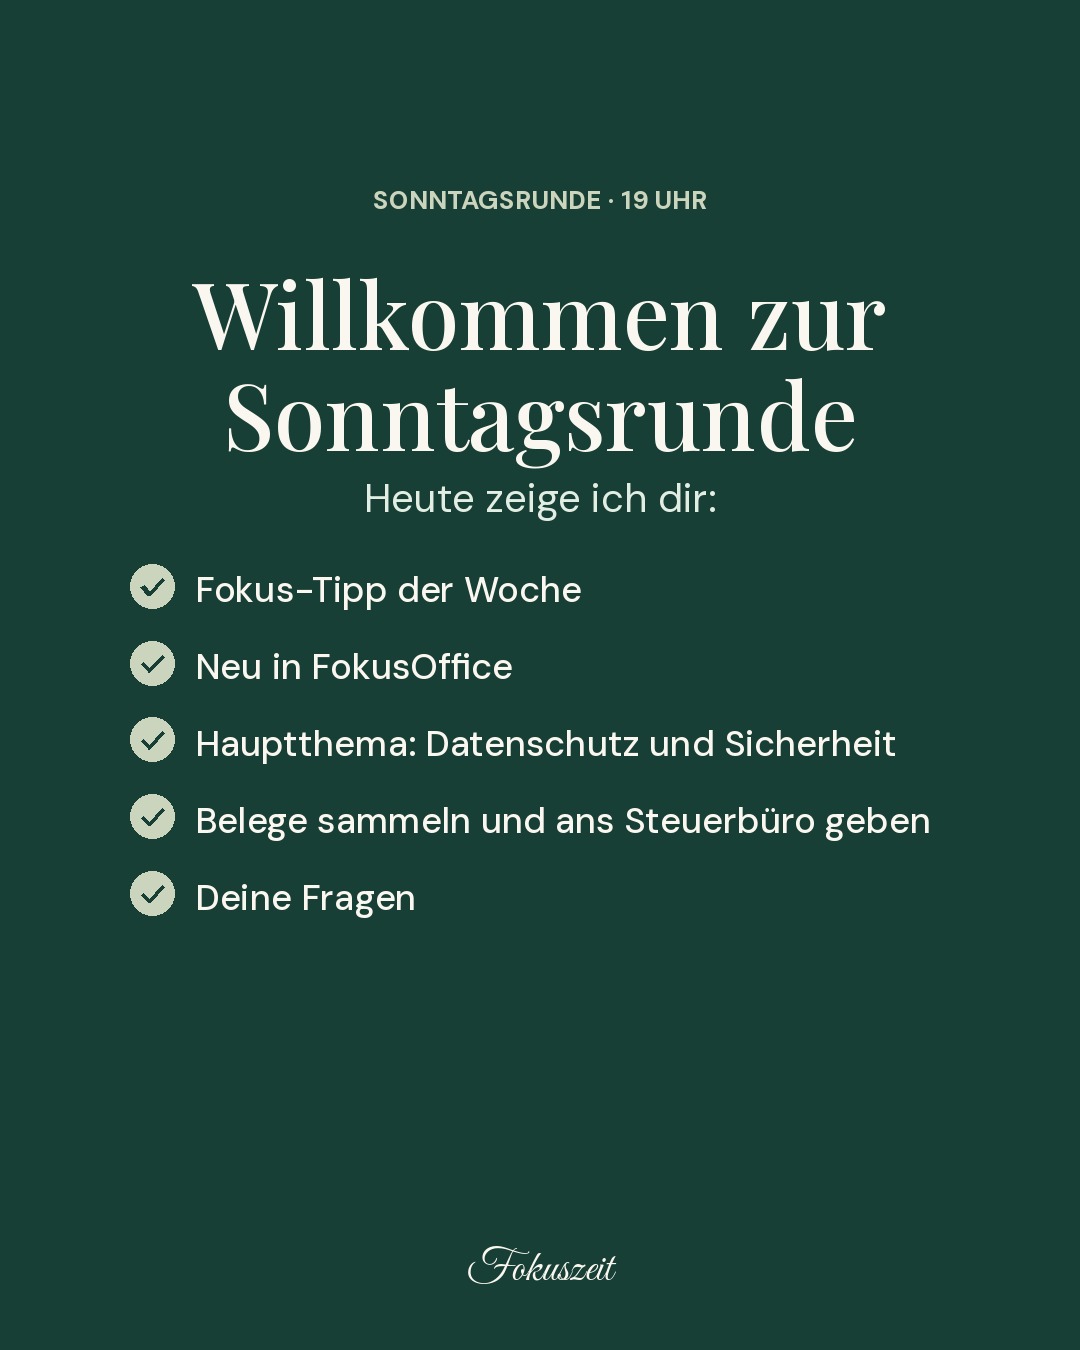 SONNTAGSRUNDE · 19 UHR
Willkommen zur
Sonntagsrunde
Heute zeige ich dir:
Fokus-Tipp der Woche
Neu in FokusOffice
Hauptthema: Datenschutz und Sicherheit
Belege sammeln und ans Steuerbüro geben
Deine Fragen
Fokuszeit